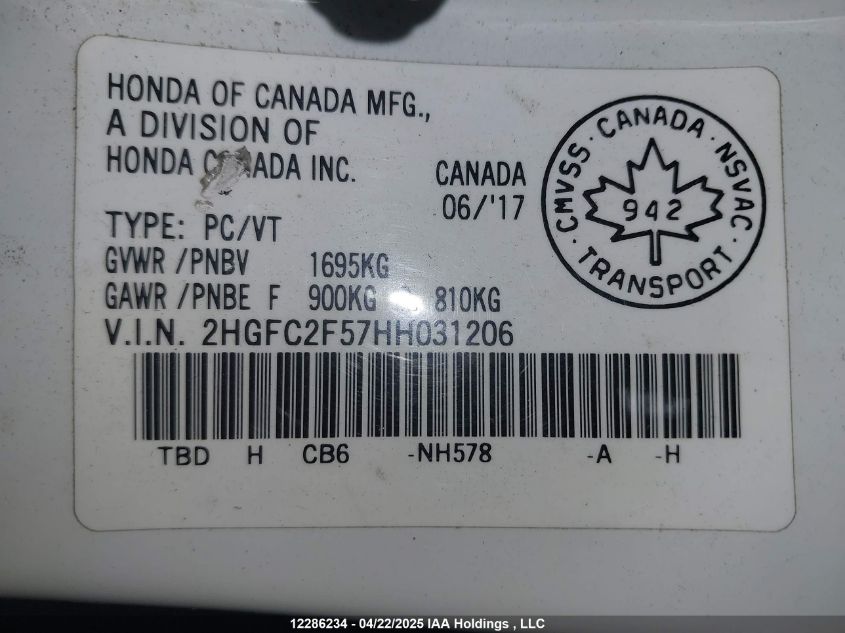 HONDA OF CANADA MFG.,
A DIVISION OF
HONDA CANADA INC.
CANADA
06/'17
CMVSS · CANADA · NSVAC · TRANSPORT ·
942
TYPE: PC/VT
GVWR /PNBV 1695KG
GAWR /PNBE F 900KG 810KG
V.I.N. 2HGFC2F57HH031206
TBD H CB6 -NH578 -A -H
12286234 - 04/22/2025 IAA Holdings , LLC